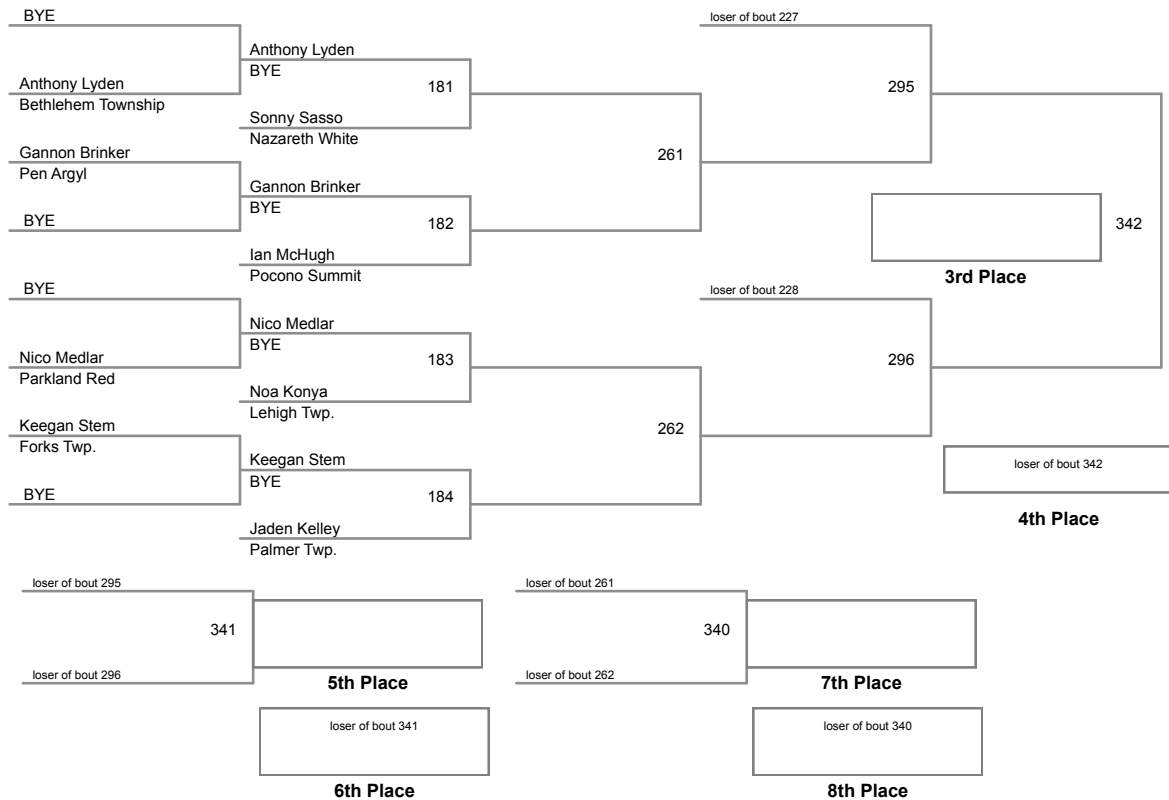 BYE
Anthony Lyden
Bethlehem Township
Gannon Brinker
Pen Argyl
BYE
BYE
Nico Medlar
Parkland Red
Keegan Stem
Forks Twp.
BYE
Anthony Lyden
BYE
181
Sonny Sasso
Nazareth White
Gannon Brinker
BYE
182
Ian McHugh
Pocono Summit
Nico Medlar
BYE
183
Noa Konya
Lehigh Twp.
Keegan Stem
BYE
184
Jaden Kelley
Palmer Twp.
261
262
loser of bout 227
295
loser of bout 228
296
342
3rd Place
loser of bout 342
4th Place
loser of bout 295
341
loser of bout 296
5th Place
loser of bout 341
6th Place
loser of bout 261
340
loser of bout 262
7th Place
loser of bout 340
8th Place